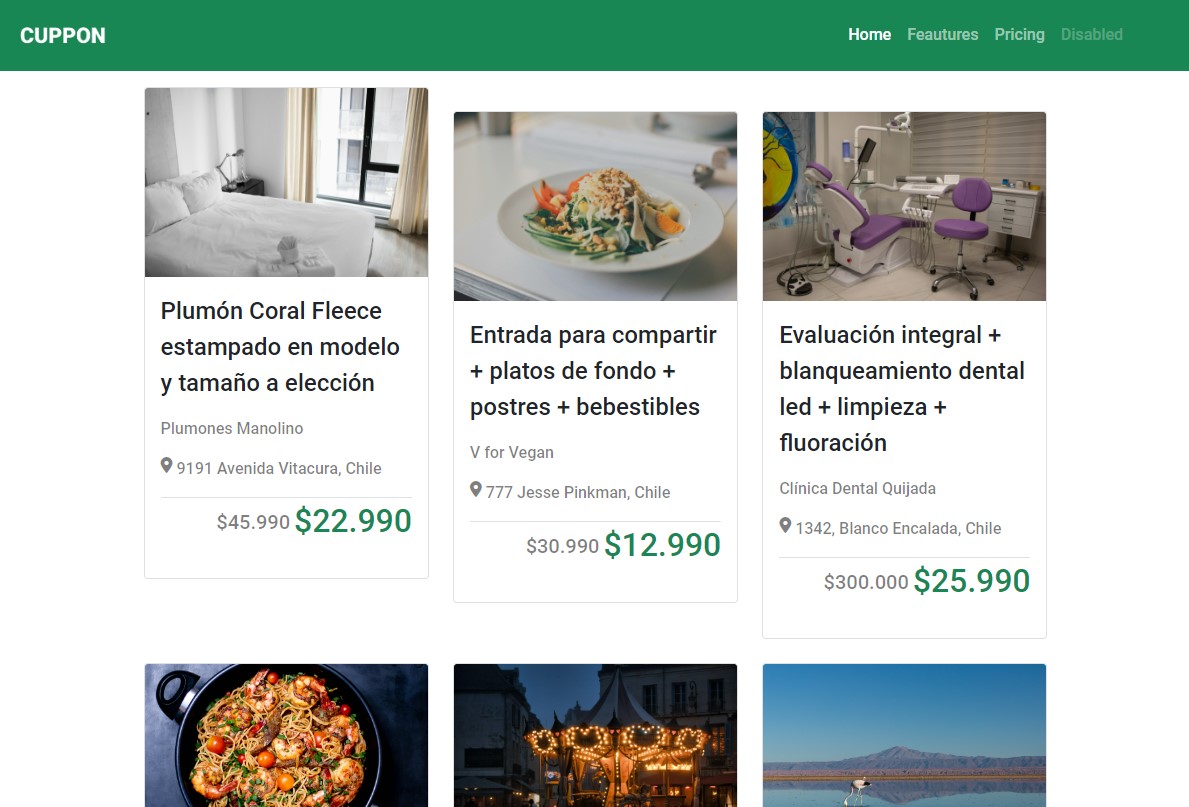 CUPPON
Home Feautures Pricing Disabled
Plumón Coral Fleece
estampado en modelo
y tamaño a elección
Plumones Manolino
9191 Avenida Vitacura, Chile
$45.990 $22.990
Entrada para compartir
+ platos de fondo +
postres + bebestibles
V for Vegan
777 Jesse Pinkman, Chile
$30.990 $12.990
Evaluación integral +
blanqueamiento dental
led + limpieza +
fluoración
Clínica Dental Quijada
1342, Blanco Encalada, Chile
$300.000 $25.990